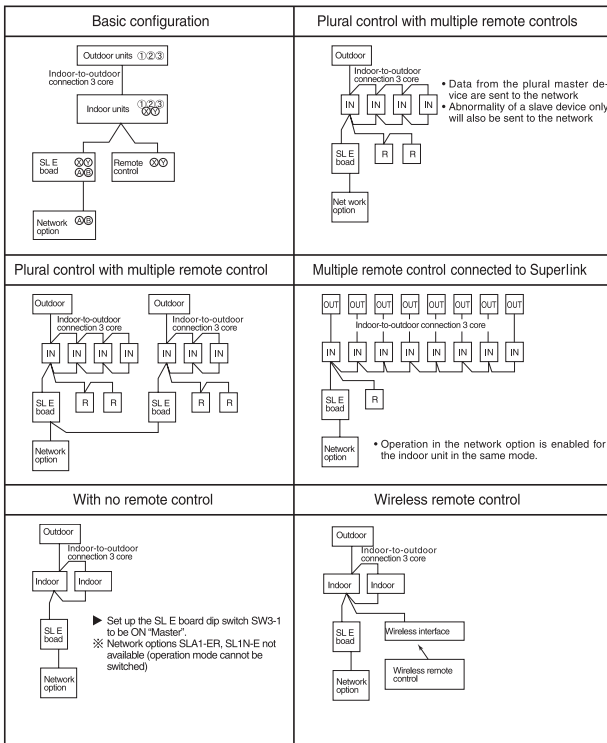 Basic configuration
Outdoor units ①②③
Indoor-to-outdoor
connection 3 core
Indoor units ①②③
ⓍⓎ
SL E ⓍⓎ
boad ⒶⒷ
Remote ⓍⓎ
control
Network ⒶⒷ
option
Plural control with multiple remote controls
Outdoor
Indoor-to-outdoor
connection 3 core
IN IN IN IN
SL E
boad
R R
Net work
option
• Data from the plural master de-
vice are sent to the network
• Abnormality of a slave device only
will also be sent to the network
Plural control with multiple remote control
Outdoor Outdoor
Indoor-to-outdoor Indoor-to-outdoor
connection 3 core connection 3 core
IN IN IN IN IN IN IN IN
SL E R R SL E R R
boad boad
Network
option
Multiple remote control connected to Superlink
OUT OUT OUT OUT OUT OUT OUT OUT
Indoor-to-outdoor connection 3 core
IN IN IN IN IN IN IN IN
SL E
boad
R
Network
option
• Operation in the network option is enabled for
the indoor unit in the same mode.
With no remote control
Outdoor
Indoor-to-outdoor
connection 3 core
Indoor Indoor
SL E
boad
Network
option
▶ Set up the SL E board dip switch SW3-1
to be ON “Master”.
※ Network options SLA1-ER, SL1N-E not
available (operation mode cannot be
switched)
Wireless remote control
Outdoor
Indoor-to-outdoor
connection 3 core
Indoor Indoor
SL E
boad
Wireless interface
Network
option
Wireless remote
control